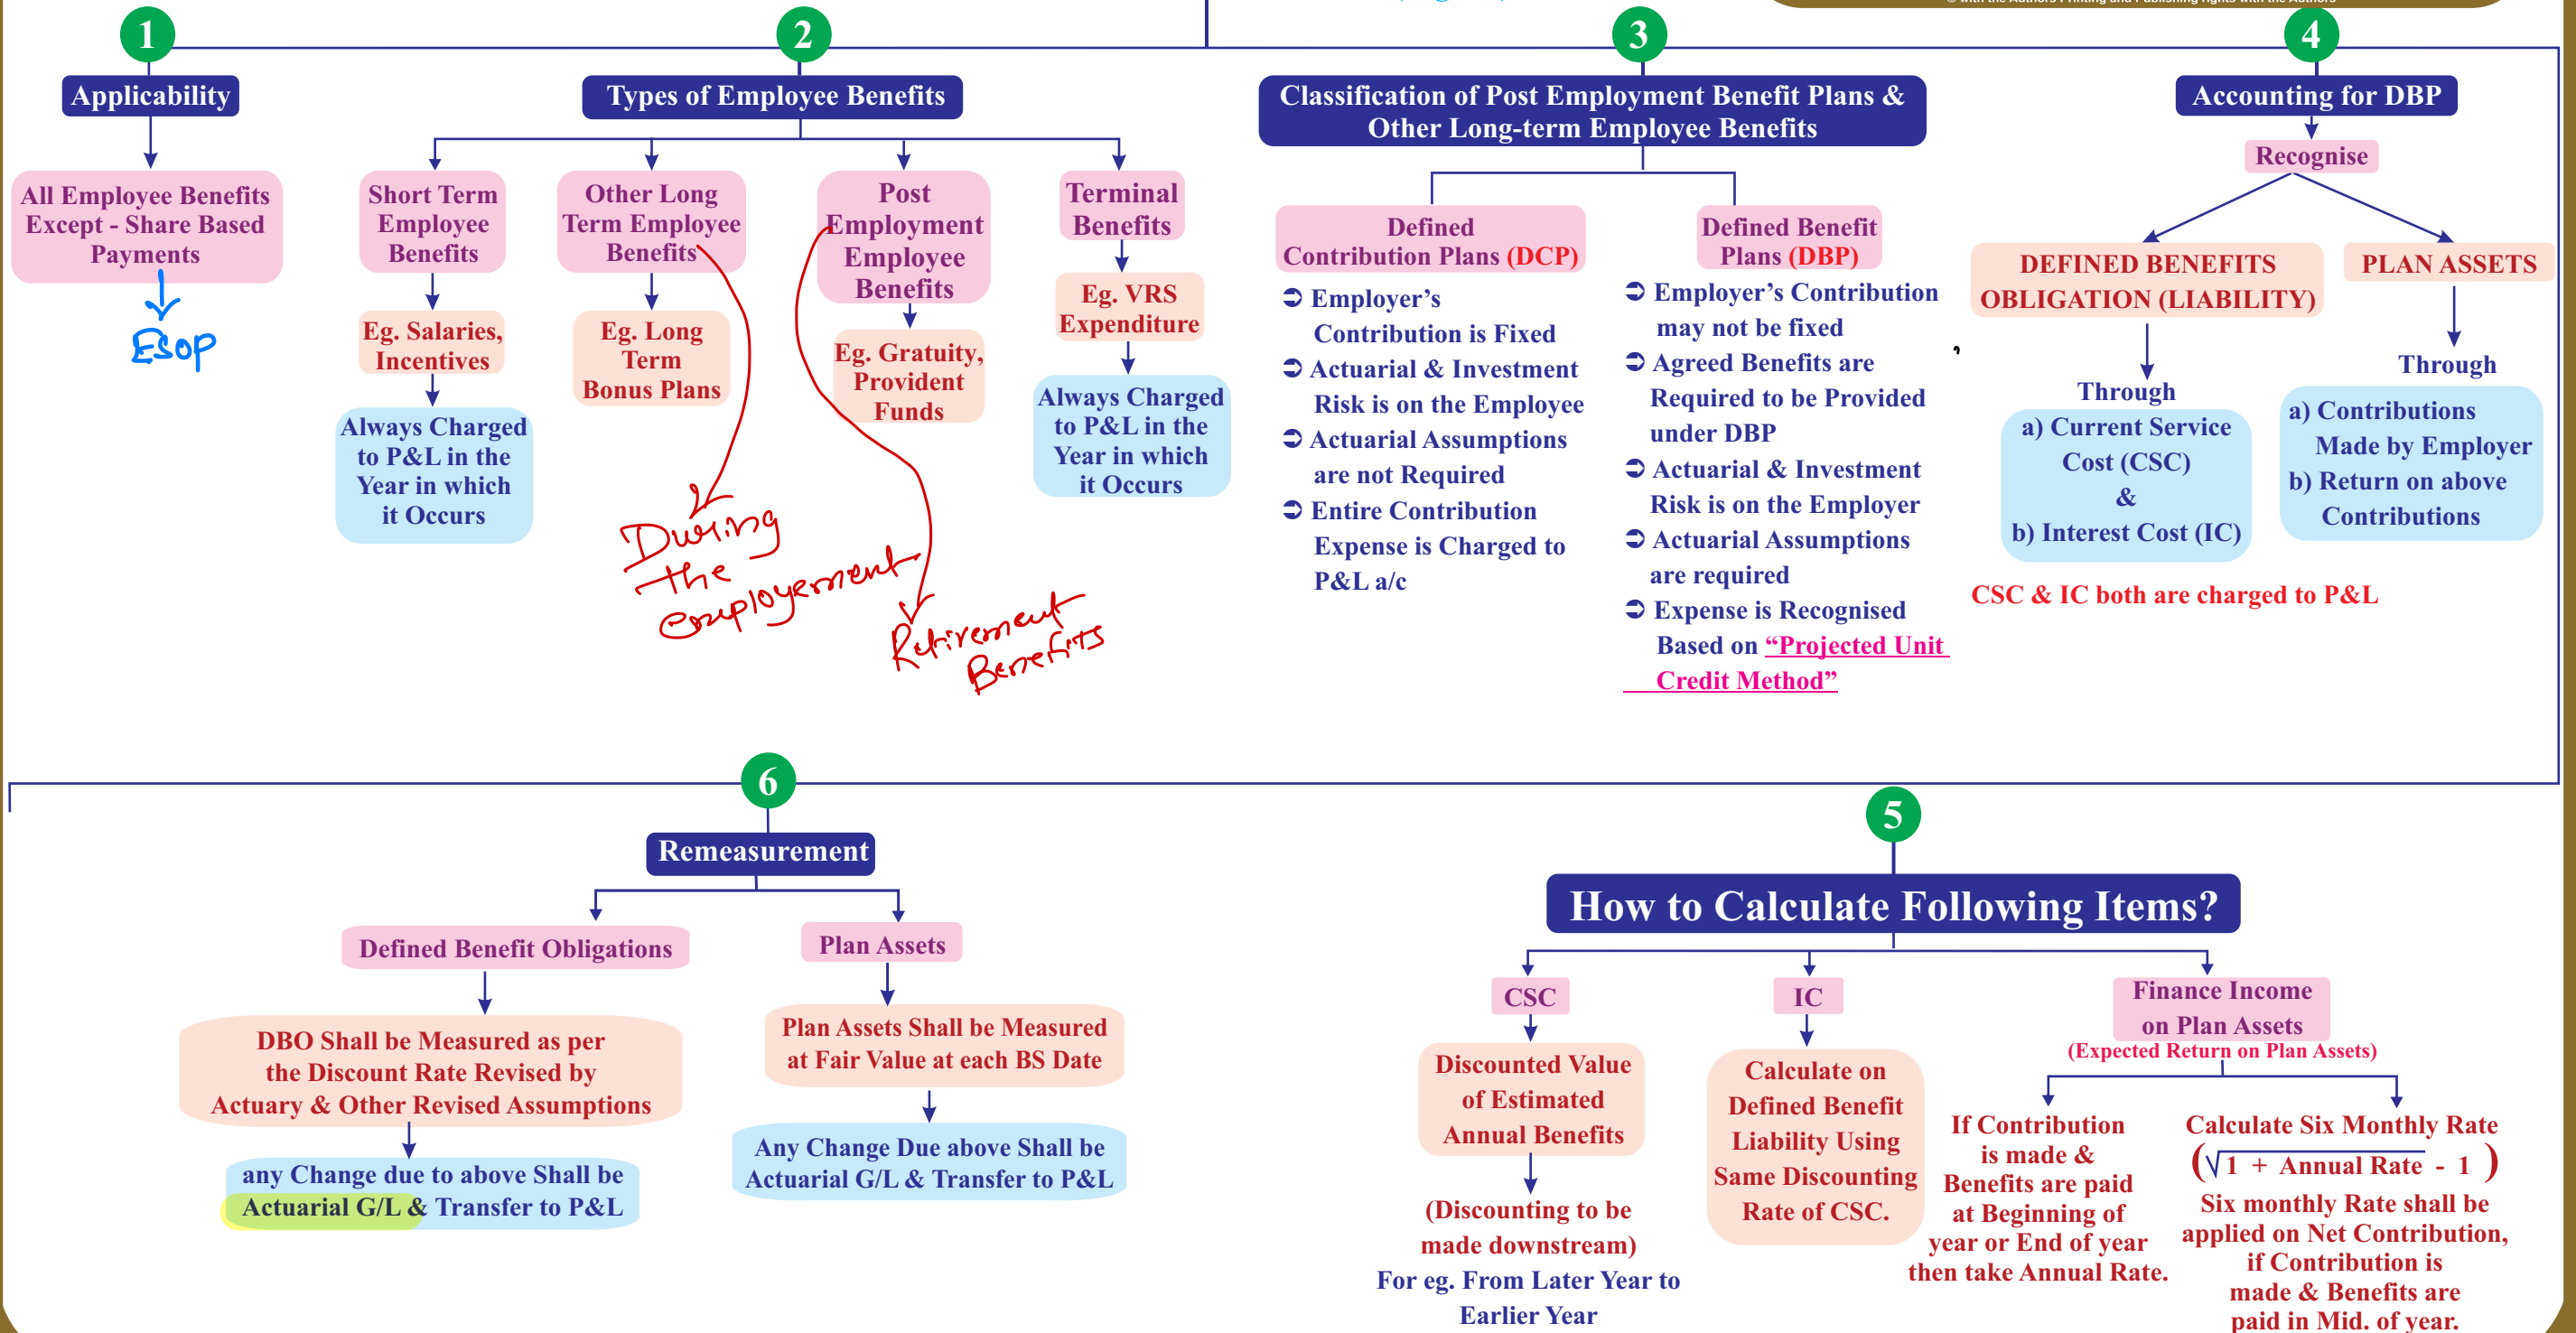 © with the Authors Printing and Publishing rights with the Authors
1
Applicability
All Employee Benefits
Except - Share Based
Payments
ESOP
2
Types of Employee Benefits
Short Term
Employee
Benefits
Eg. Salaries,
Incentives
Always Charged
to P&L in the
Year in which
it Occurs
Other Long
Term Employee
Benefits
Eg. Long
Term
Bonus Plans
During
the
employement
Post
Employment
Employee
Benefits
Eg. Gratuity,
Provident
Funds
Retirement
Benefits
Terminal
Benefits
Eg. VRS
Expenditure
Always Charged
to P&L in the
Year in which
it Occurs
3
Classification of Post Employment Benefit Plans &
Other Long-term Employee Benefits
Defined
Contribution Plans (DCP)
➲ Employer's
Contribution is Fixed
➲ Actuarial & Investment
Risk is on the Employee
➲ Actuarial Assumptions
are not Required
➲ Entire Contribution
Expense is Charged to
P&L a/c
Defined Benefit
Plans (DBP)
➲ Employer's Contribution
may not be fixed
➲ Agreed Benefits are
Required to be Provided
under DBP
➲ Actuarial & Investment
Risk is on the Employer
➲ Actuarial Assumptions
are required
➲ Expense is Recognised
Based on “Projected Unit
Credit Method”
4
Accounting for DBP
Recognise
DEFINED BENEFITS
OBLIGATION (LIABILITY)
Through
a) Current Service
Cost (CSC)
&
b) Interest Cost (IC)
PLAN ASSETS
Through
a) Contributions
Made by Employer
b) Return on above
Contributions
CSC & IC both are charged to P&L
6
Remeasurement
Defined Benefit Obligations
DBO Shall be Measured as per
the Discount Rate Revised by
Actuary & Other Revised Assumptions
any Change due to above Shall be
Actuarial G/L & Transfer to P&L
Plan Assets
Plan Assets Shall be Measured
at Fair Value at each BS Date
Any Change Due above Shall be
Actuarial G/L & Transfer to P&L
5
How to Calculate Following Items?
CSC
Discounted Value
of Estimated
Annual Benefits
(Discounting to be
made downstream)
For eg. From Later Year to
Earlier Year
IC
Calculate on
Defined Benefit
Liability Using
Same Discounting
Rate of CSC.
Finance Income
on Plan Assets
(Expected Return on Plan Assets)
If Contribution
is made &
Benefits are paid
at Beginning of
year or End of year
then take Annual Rate.
Calculate Six Monthly Rate
(√1 + Annual Rate - 1)
Six monthly Rate shall be
applied on Net Contribution,
if Contribution is
made & Benefits are
paid in Mid. of year.